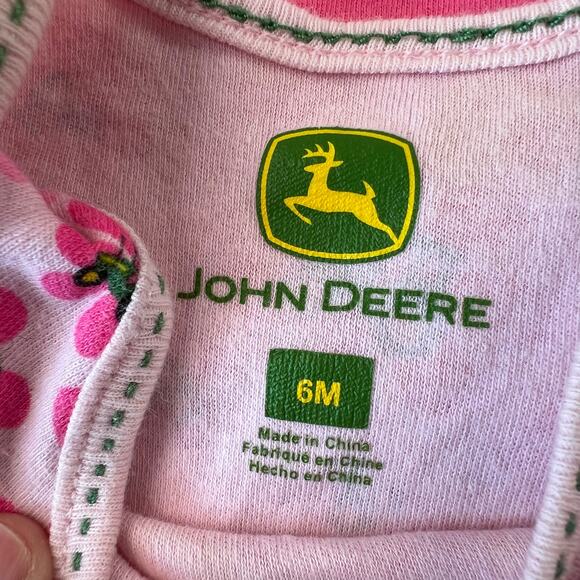 JOHN DEERE
6M
Made in China
Fabriqué en Chine
Hecho en China